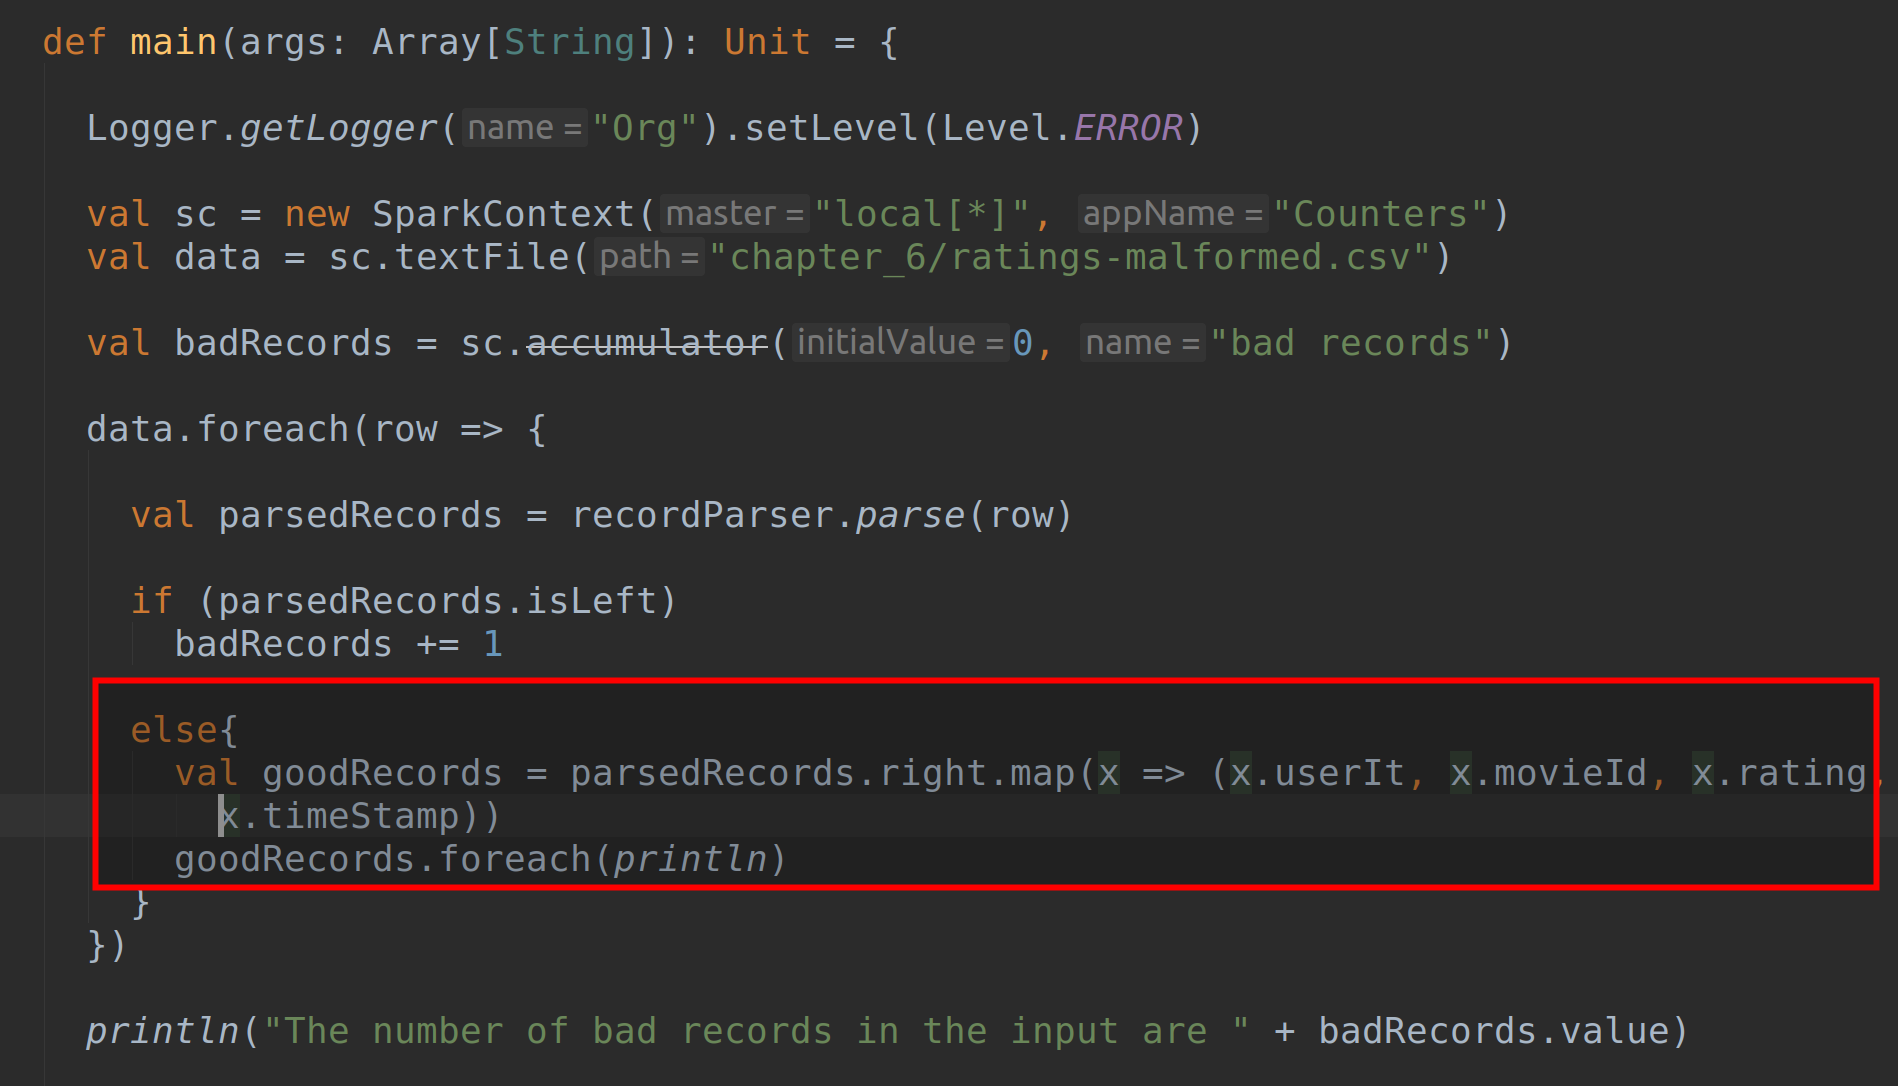 def main(args: Array[String]): Unit = {
Logger.getLogger( name = "Org").setLevel(Level.ERROR)
val sc = new SparkContext( master = "local[*]", appName = "Counters")
val data = sc.textFile( path = "chapter_6/ratings-malformed.csv")
val badRecords = sc.accumulator( initialValue = 0, name = "bad records")
data.foreach(row => {
val parsedRecords = recordParser.parse(row)
if (parsedRecords.isLeft)
badRecords += 1
else{
val goodRecords = parsedRecords.right.map(x => (x.userIt, x.movieId, x.rating,
x.timeStamp))
goodRecords.foreach(println)
}
})
println("The number of bad records in the input are " + badRecords.value)